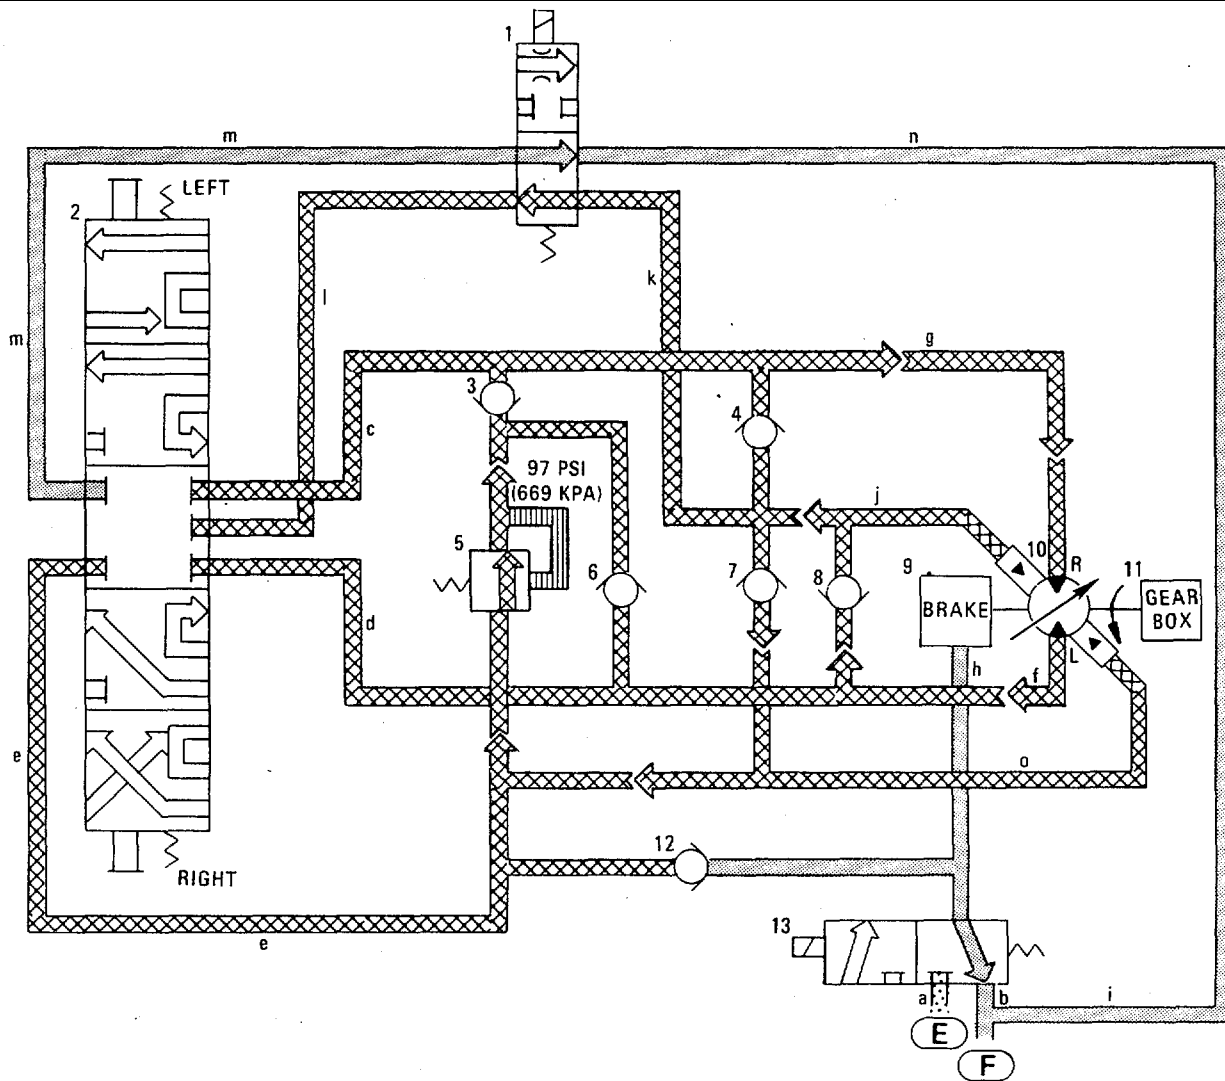 1
m
n
LEFT
2
k
l
m
g
3
4
c
97 PSI
(669 KPA)
j
5
10
R
11
6
7
8
9
BRAKE
GEAR
BOX
d
L
h
f
e
o
12
RIGHT
13
e
a
b
i
E
F